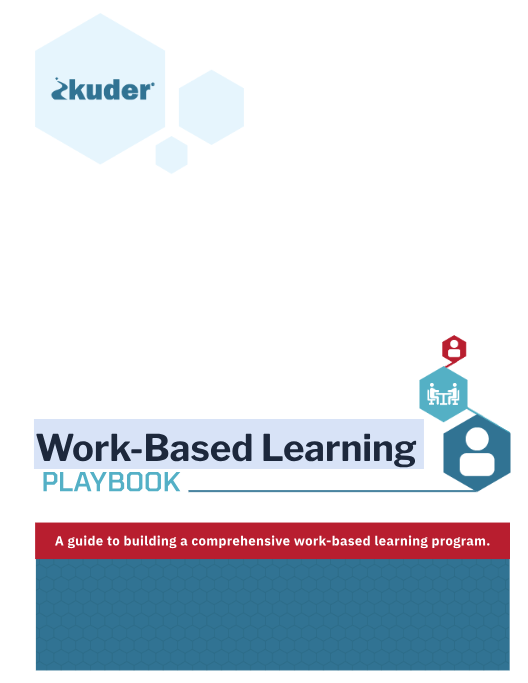 kuder®
Work-Based Learning
PLAYBOOK
A guide to building a comprehensive work-based learning program.